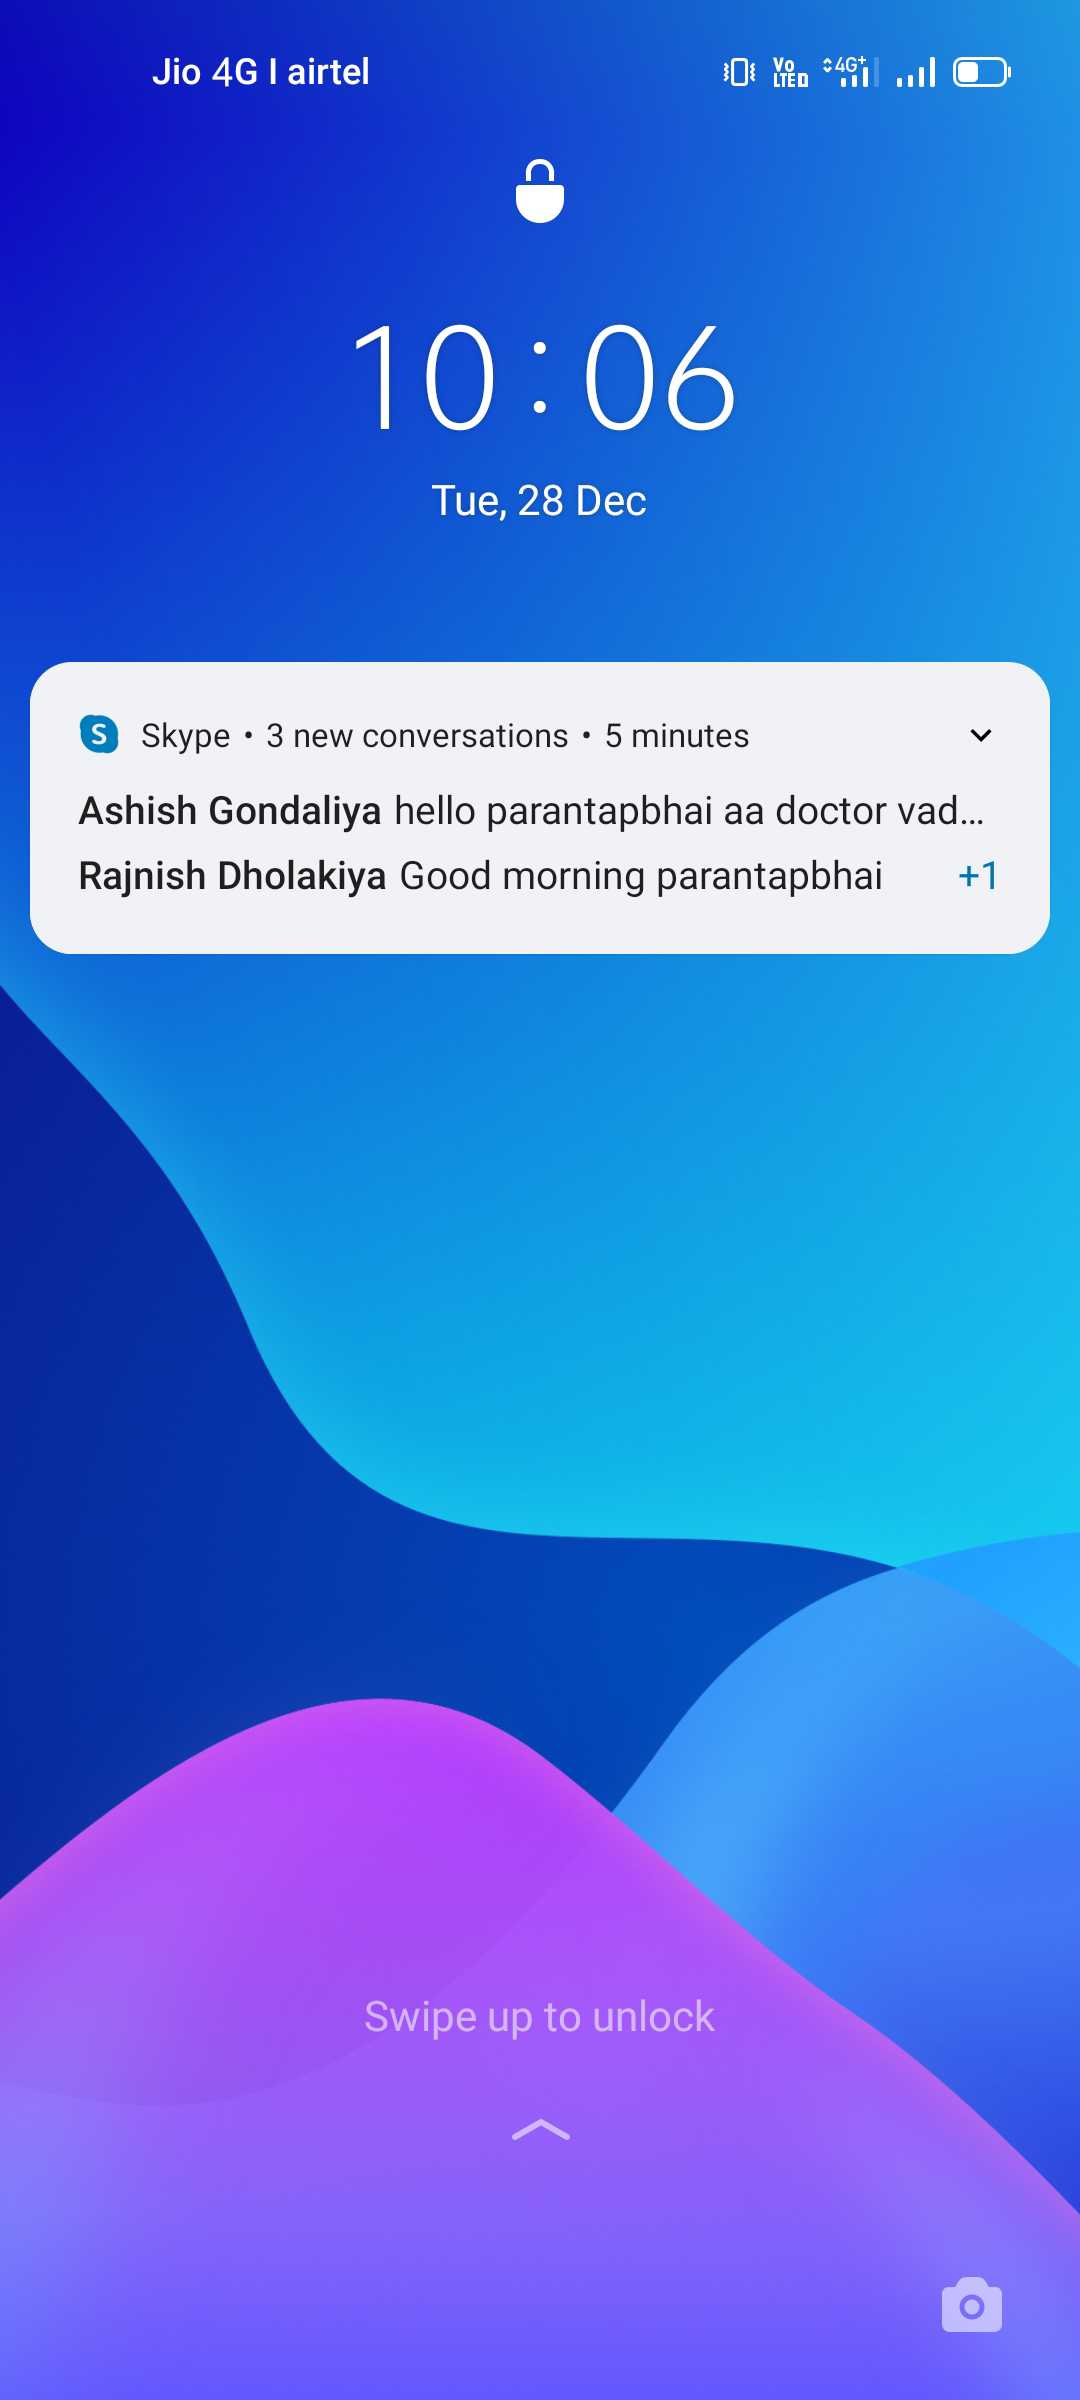 Jio 4G I airtel
Vo LTE D 4G+
10:06
Tue, 28 Dec
S Skype • 3 new conversations • 5 minutes
Ashish Gondaliya hello parantapbhai aa doctor vad...
Rajnish Dholakiya Good morning parantapbhai +1
Swipe up to unlock